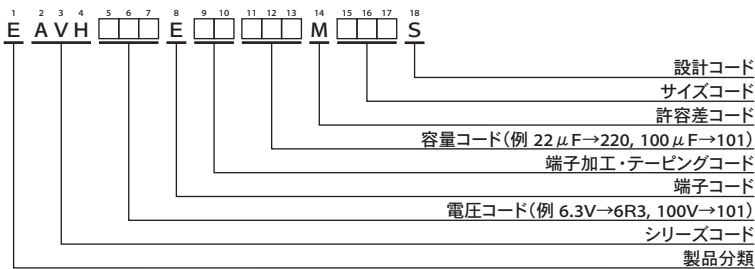 1 2 3 4 5 6 7 8 9 10 11 12 13 14 15 16 17 18
E A V H □□□ E □□ □□□ M □□□ S
設計コード
サイズコード
許容差コード
容量コード(例 22μF→220, 100μF→101)
端子加工・テーピングコード
端子コード
電圧コード(例 6.3V→6R3, 100V→101)
シリーズコード
製品分類